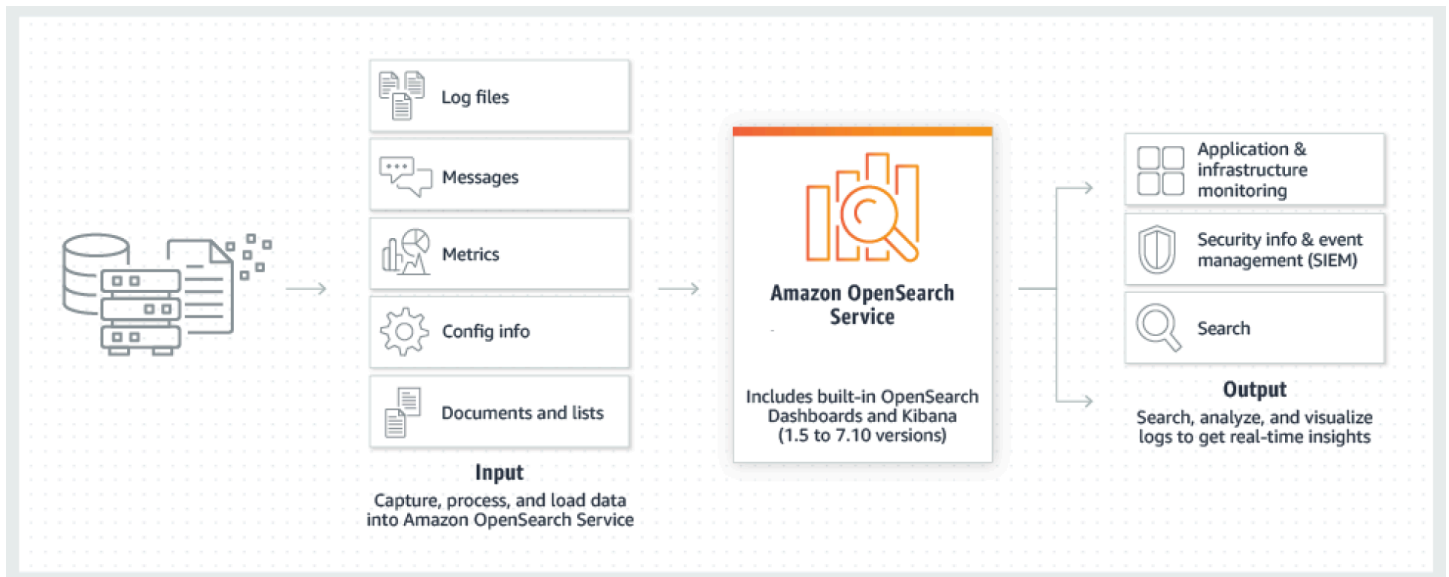 Log files
Messages
Metrics
Config info
Documents and lists
Input
Capture, process, and load data
into Amazon OpenSearch Service
Amazon OpenSearch
Service
Includes built-in OpenSearch
Dashboards and Kibana
(1.5 to 7.10 versions)
Application &
infrastructure
monitoring
Security info & event
management (SIEM)
Search
Output
Search, analyze, and visualize
logs to get real-time insights